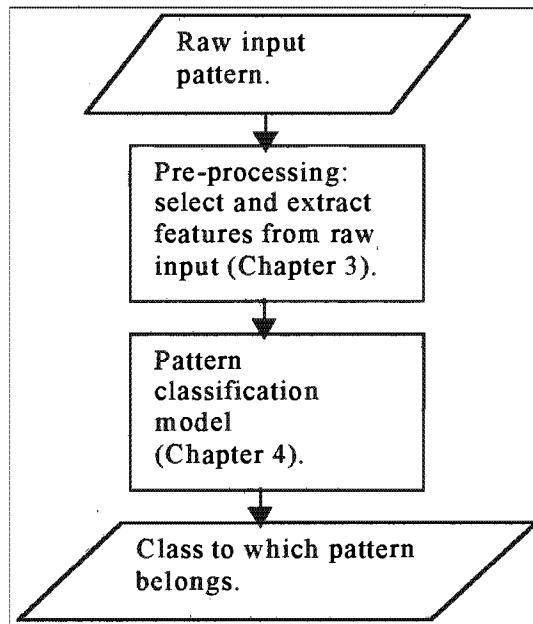 Raw input
pattern.
Pre-processing:
select and extract
features from raw
input (Chapter 3).
Pattern
classification
model
(Chapter 4).
Class to which pattern
belongs.